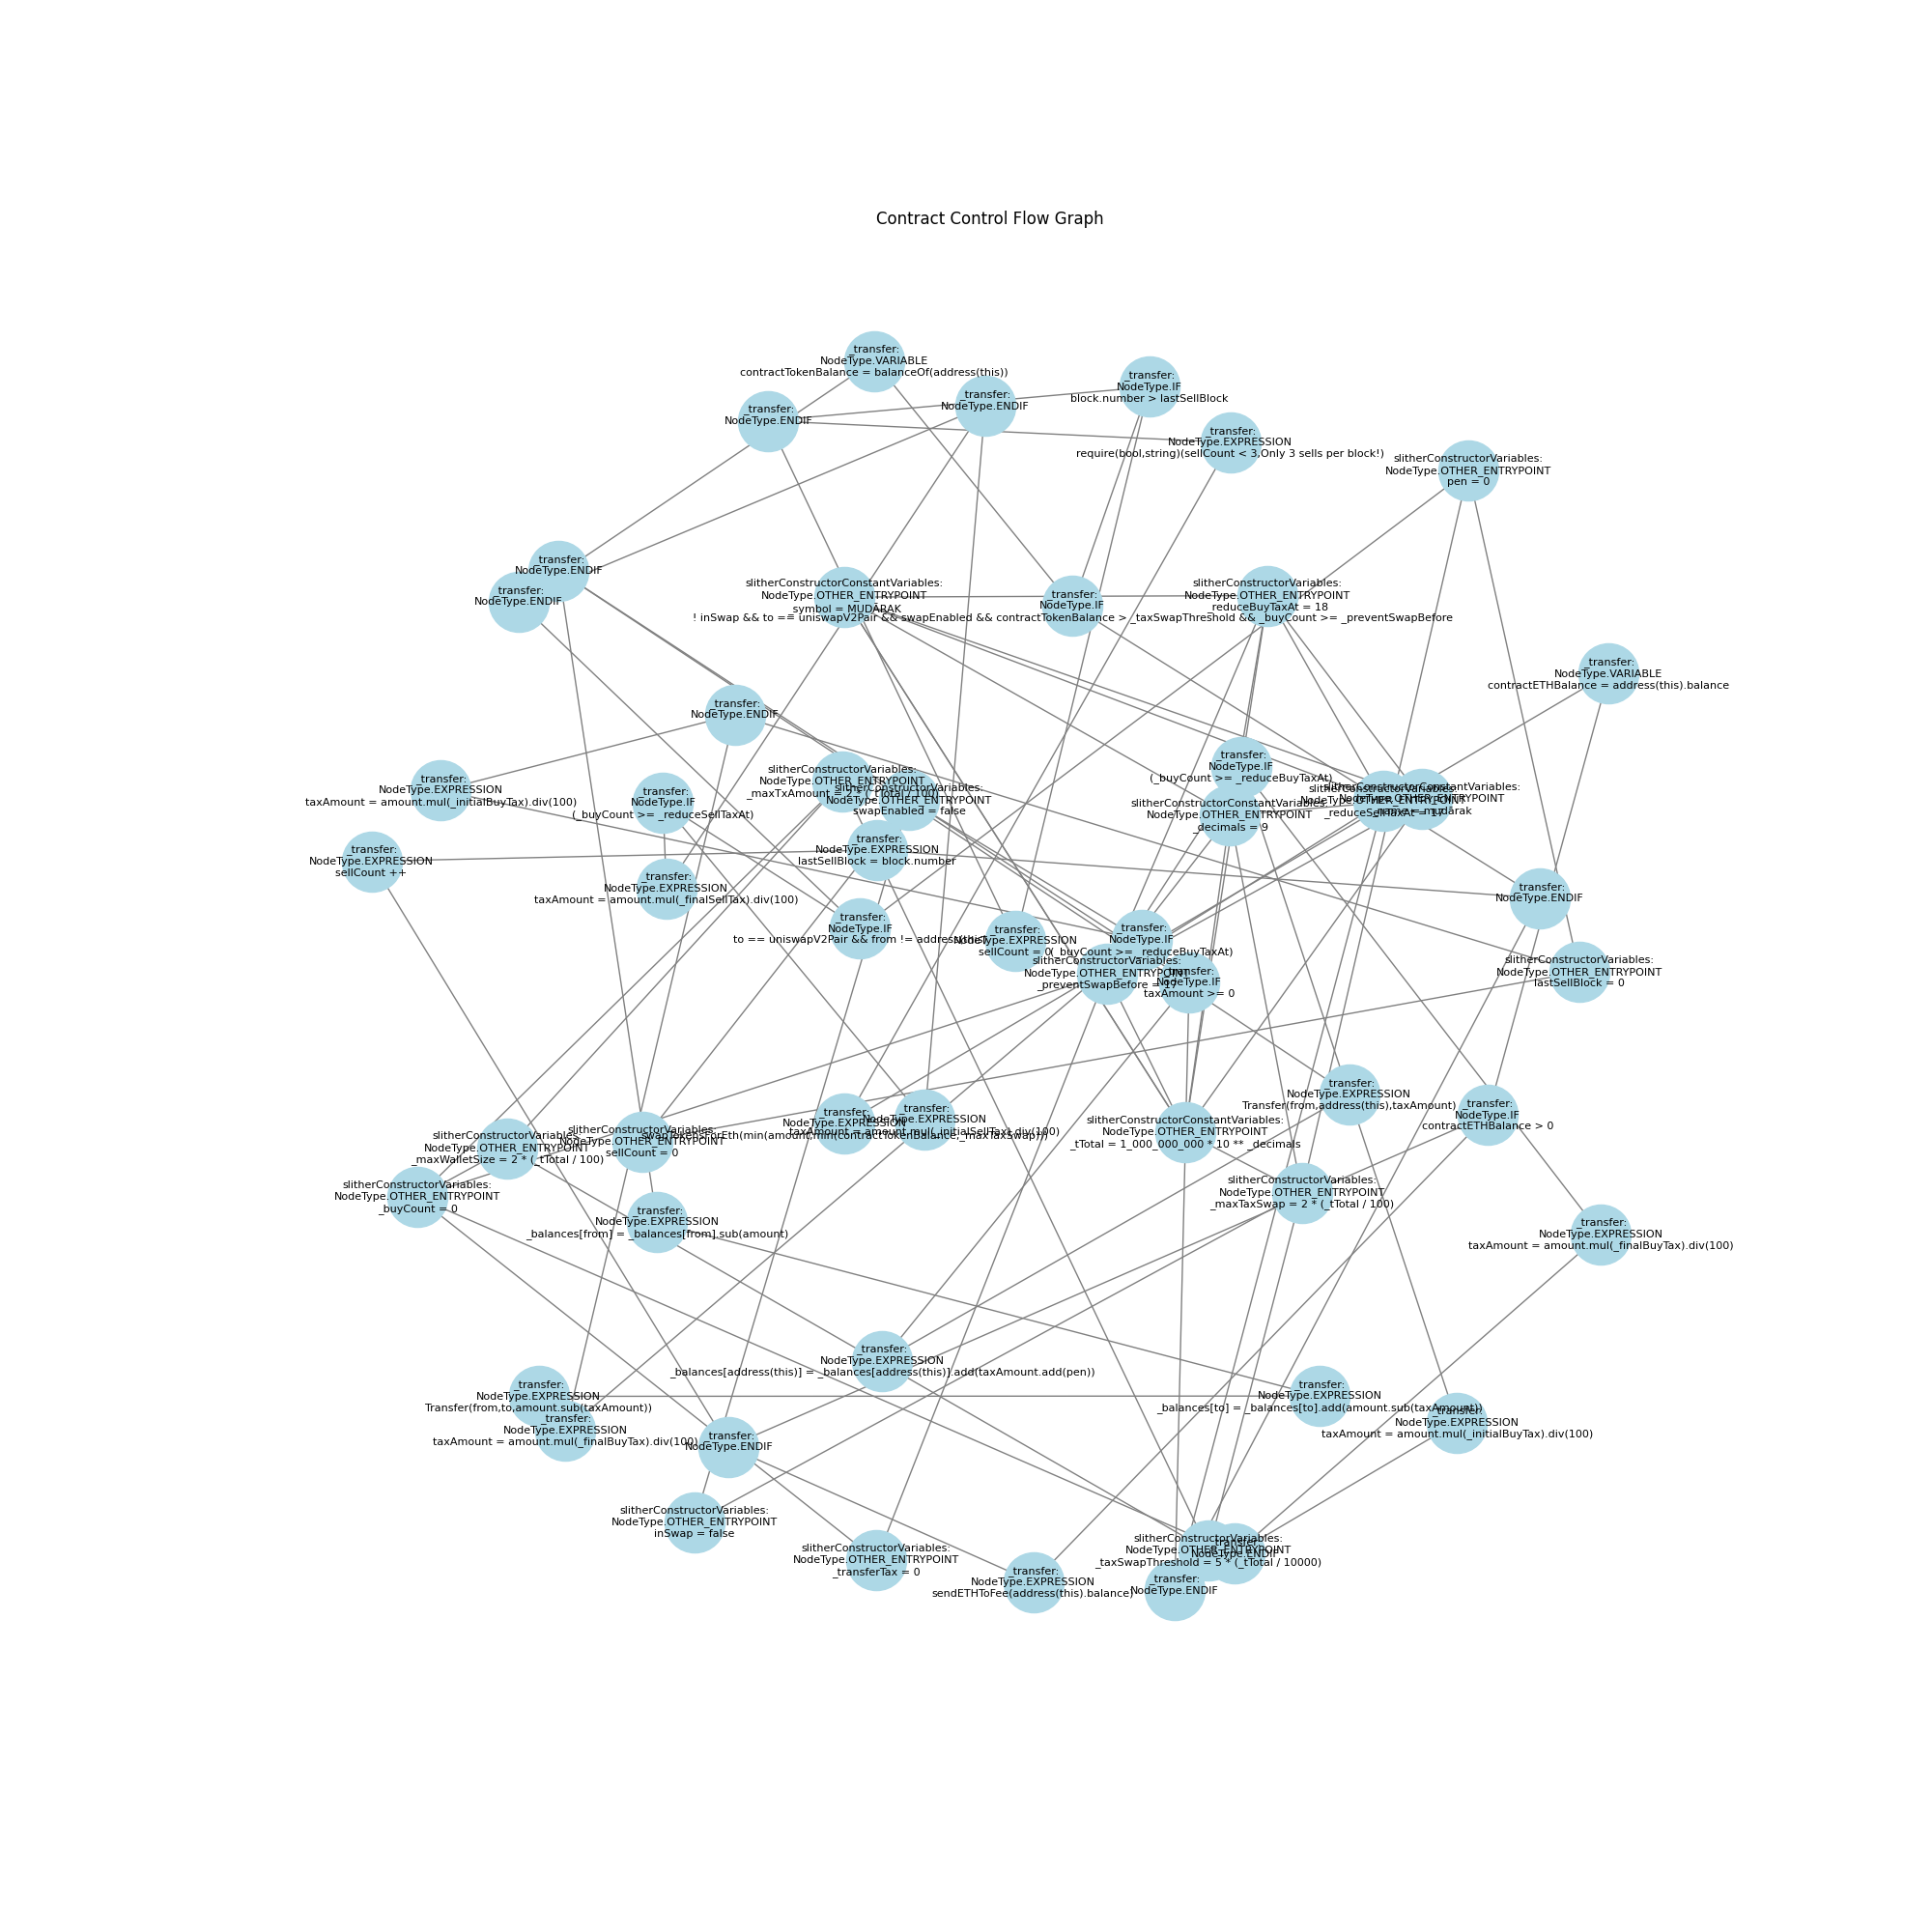 Contract Control Flow Graph
_transfer:
NodeType.VARIABLE
contractTokenBalance = balanceOf(address(this))
_transfer:
NodeType.IF
block.number > lastSellBlock
_transfer:
NodeType.ENDIF
_transfer:
NodeType.ENDIF
_transfer:
NodeType.EXPRESSION
require(bool,string)(sellCount < 3,Only 3 sells per block!)
slitherConstructorVariables:
NodeType.OTHER_ENTRYPOINT
pen = 0
_transfer:
NodeType.ENDIF
_transfer:
NodeType.ENDIF
slitherConstructorConstantVariables:
NodeType.OTHER_ENTRYPOINT
_symbol = MUDĀRAK
_transfer:
NodeType.IF
! inSwap && to == uniswapV2Pair && swapEnabled && contractTokenBalance > _taxSwapThreshold && _buyCount >= _preventSwapBefore
slitherConstructorVariables:
NodeType.OTHER_ENTRYPOINT
_reduceBuyTaxAt = 18
_transfer:
NodeType.VARIABLE
contractETHBalance = address(this).balance
_transfer:
NodeType.ENDIF
_transfer:
NodeType.IF
(_buyCount >= _reduceBuyTaxAt)
slitherConstructorVariables:
NodeType.OTHER_ENTRYPOINT
_maxTxAmount = 2 * (_tTotal / 100)
slitherConstructorVariables:
NodeType.OTHER_ENTRYPOINT
swapEnabled = false
_transfer:
NodeType.EXPRESSION
taxAmount = amount.mul(_initialBuyTax).div(100)
_transfer:
NodeType.IF
(_buyCount >= _reduceSellTaxAt)
slitherConstructorConstantVariables:
NodeType.OTHER_ENTRYPOINT
_decimals = 9
slitherConstructorVariables:
NodeType.OTHER_ENTRYPOINT
_reduceSellTaxAt = 17
slitherConstructorConstantVariables:
NodeType.OTHER_ENTRYPOINT
_transfer:
NodeType.EXPRESSION
lastSellBlock = block.number
_transfer:
NodeType.EXPRESSION
sellCount ++
_transfer:
NodeType.EXPRESSION
taxAmount = amount.mul(_finalSellTax).div(100)
_transfer:
NodeType.ENDIF
_transfer:
NodeType.IF
to == uniswapV2Pair && from != address(this)
_transfer:
NodeType.EXPRESSION
sellCount = 0
_transfer:
NodeType.IF
(_buyCount >= _reduceBuyTaxAt)
slitherConstructorVariables:
NodeType.OTHER_ENTRYPOINT
_preventSwapBefore = 17
_transfer:
NodeType.IF
taxAmount >= 0
slitherConstructorVariables:
NodeType.OTHER_ENTRYPOINT
lastSellBlock = 0
_transfer:
NodeType.EXPRESSION
Transfer(from,address(this),taxAmount)
_transfer:
NodeType.IF
contractETHBalance > 0
_transfer:
NodeType.EXPRESSION
swapTokensForEth(min(amount,min(contractTokenBalance,_maxTaxSwap)))
_transfer:
NodeType.EXPRESSION
taxAmount = amount.mul(_initialSellTax).div(100)
slitherConstructorConstantVariables:
NodeType.OTHER_ENTRYPOINT
_tTotal = 1_000_000_000 * 10 ** _decimals
slitherConstructorVariables:
NodeType.OTHER_ENTRYPOINT
sellCount = 0
slitherConstructorVariables:
NodeType.OTHER_ENTRYPOINT
_maxWalletSize = 2 * (_tTotal / 100)
slitherConstructorVariables:
NodeType.OTHER_ENTRYPOINT
_buyCount = 0
slitherConstructorVariables:
NodeType.OTHER_ENTRYPOINT
_maxTaxSwap = 2 * (_tTotal / 100)
_transfer:
NodeType.EXPRESSION
_balances[from] = _balances[from].sub(amount)
_transfer:
NodeType.EXPRESSION
taxAmount = amount.mul(_finalBuyTax).div(100)
_transfer:
NodeType.EXPRESSION
_balances[address(this)] = _balances[address(this)].add(taxAmount.add(pen))
_transfer:
NodeType.EXPRESSION
Transfer(from,to,amount.sub(taxAmount))
_transfer:
NodeType.EXPRESSION
_balances[to] = _balances[to].add(amount.sub(taxAmount))
_transfer:
NodeType.EXPRESSION
taxAmount = amount.mul(_finalBuyTax).div(100)
_transfer:
NodeType.EXPRESSION
taxAmount = amount.mul(_initialBuyTax).div(100)
_transfer:
NodeType.ENDIF
slitherConstructorVariables:
NodeType.OTHER_ENTRYPOINT
inSwap = false
slitherConstructorVariables:
NodeType.OTHER_ENTRYPOINT
_transferTax = 0
slitherConstructorVariables:
NodeType.OTHER_ENTRYPOINT
_taxSwapThreshold = 5 * (_tTotal / 10000)
_transfer:
NodeType.ENDIF
_transfer:
NodeType.EXPRESSION
sendETHToFee(address(this).balance)
_transfer:
NodeType.ENDIF